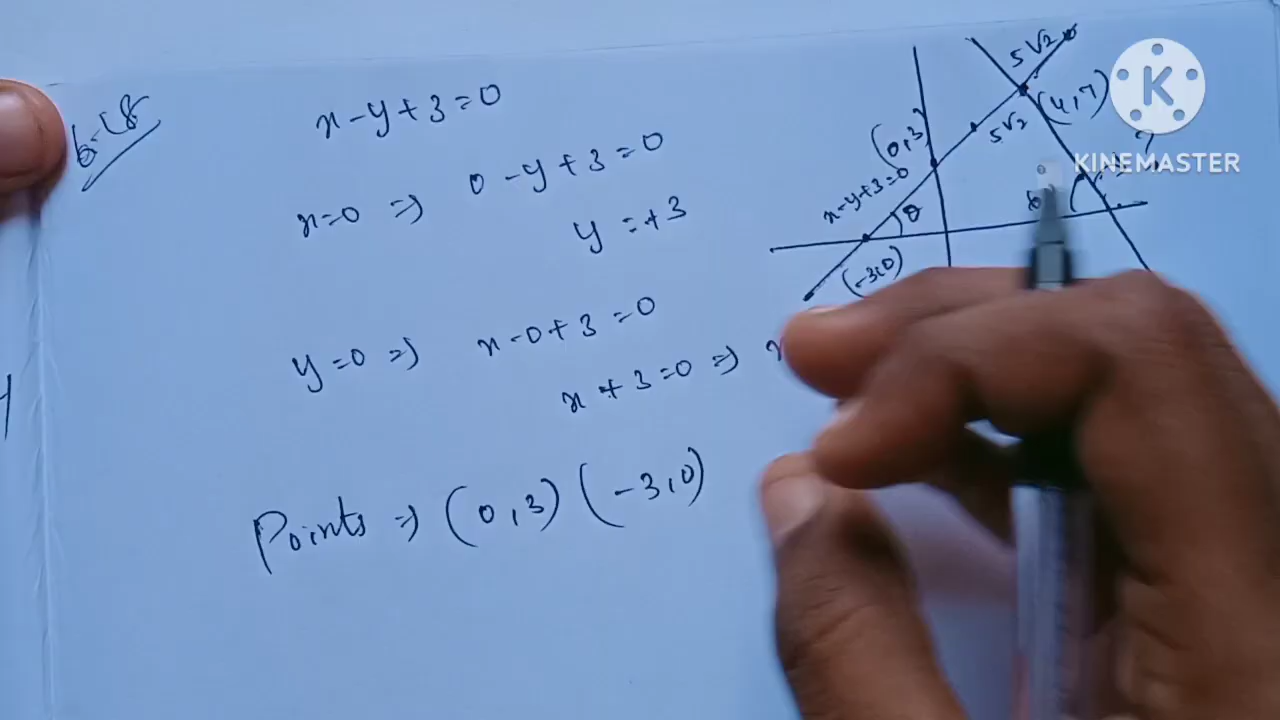 6.18
x-y+3=0
x=0 => 0-y+3=0
y=+3
y=0 => x-0+3=0
x+3=0 =>
Points => (0,3) (-3,0)
5√2
(4,7)
5√2
(0,3)
x-y+3=0
θ
(-3,0)
?
K
KINEMASTER